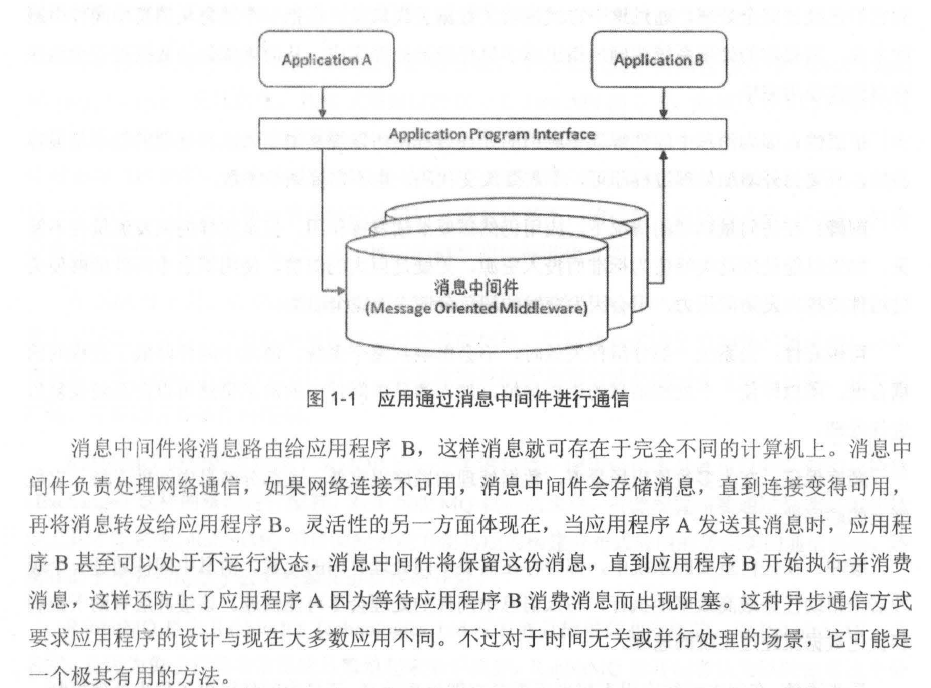 Application A
Application B
Application Program Interface
消息中间件
(Message Oriented Middleware)
图 1-1 应用通过消息中间件进行通信
消息中间件将消息路由给应用程序 B，这样消息就可存在于完全不同的计算机上。消息中
间件负责处理网络通信，如果网络连接不可用，消息中间件会存储消息，直到连接变得可用，
再将消息转发给应用程序 B。灵活性的另一方面体现在，当应用程序 A 发送其消息时，应用程
序 B 甚至可以处于不运行状态，消息中间件将保留这份消息，直到应用程序 B 开始执行并消费
消息，这样还防止了应用程序 A 因为等待应用程序 B 消费消息而出现阻塞。这种异步通信方式
要求应用程序的设计与现在大多数应用不同。不过对于时间无关或并行处理的场景，它可能是
一个极其有用的方法。